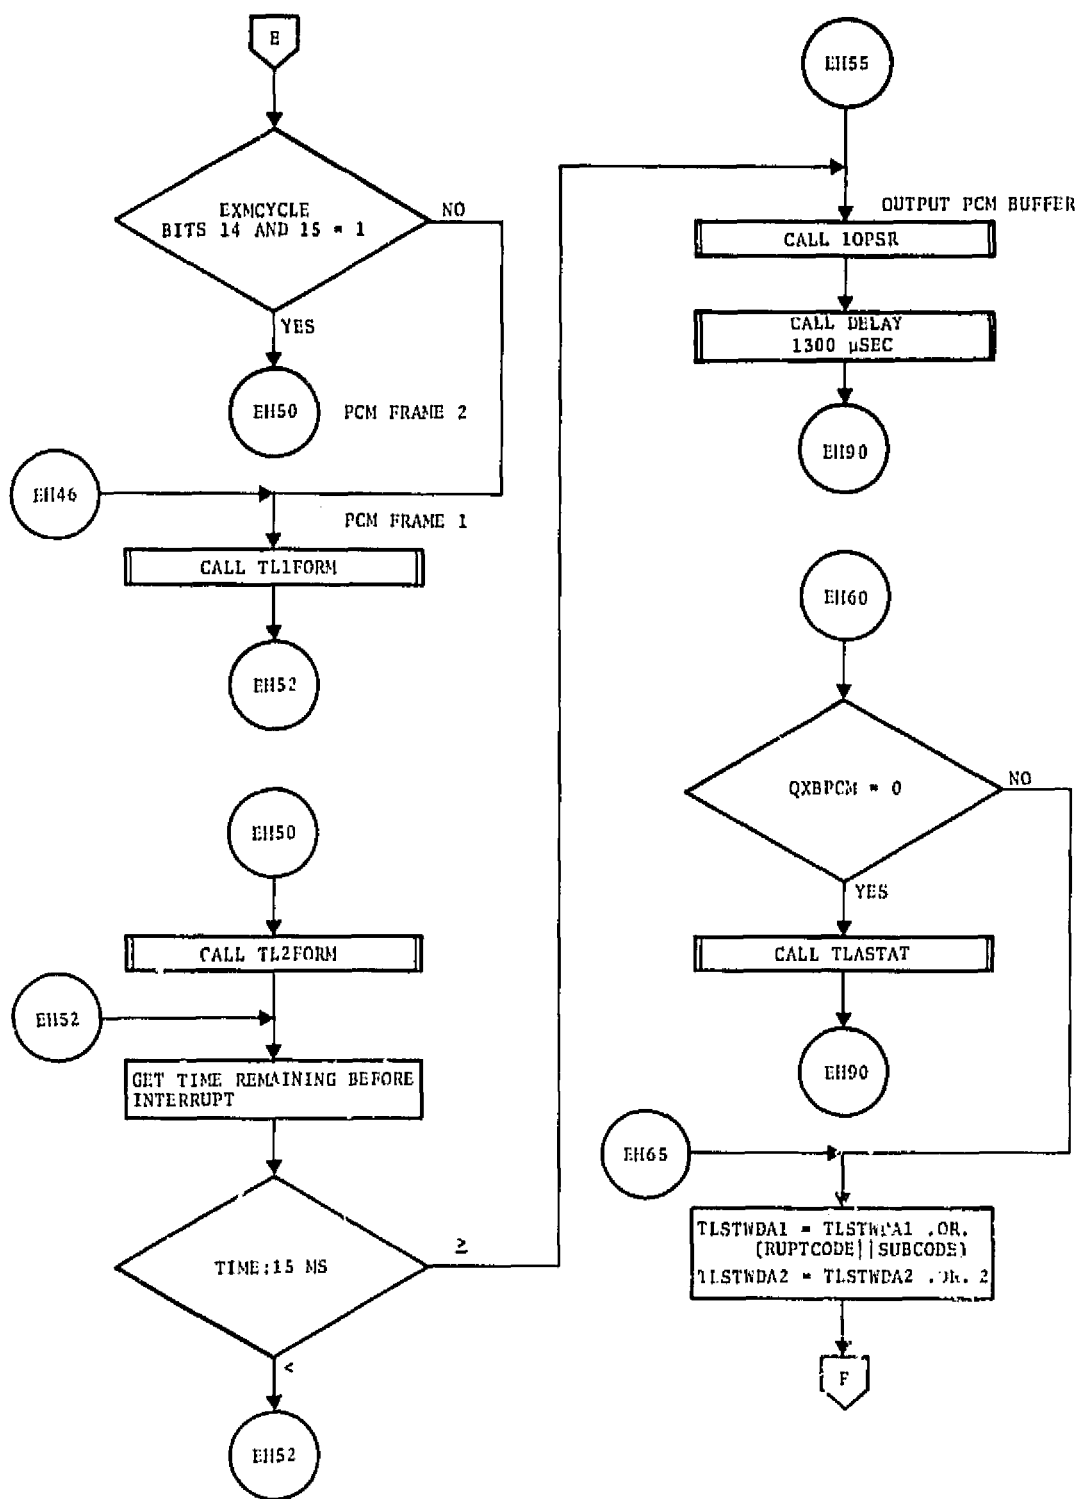 E
EXMCYCLE
BITS 14 AND 15 = 1
NO
YES
EH50
PCM FRAME 2
EH46
PCM FRAME 1
CALL TL1FORM
EH52
EH50
CALL TL2FORM
EH52
GET TIME REMAINING BEFORE
INTERRUPT
TIME:15 MS
≥
<
EH52
EH55
OUTPUT PCM BUFFER
CALL IOPSR
CALL DELAY
1300 µSEC
EH90
EH60
QXBPCM = 0
NO
YES
CALL TLASTAT
EH90
EH65
TLSTWDA1 = TLSTWDA1 .OR.
(RUPTCODE||SUBCODE)
TLSTWDA2 = TLSTWDA2 .OR. 2
F